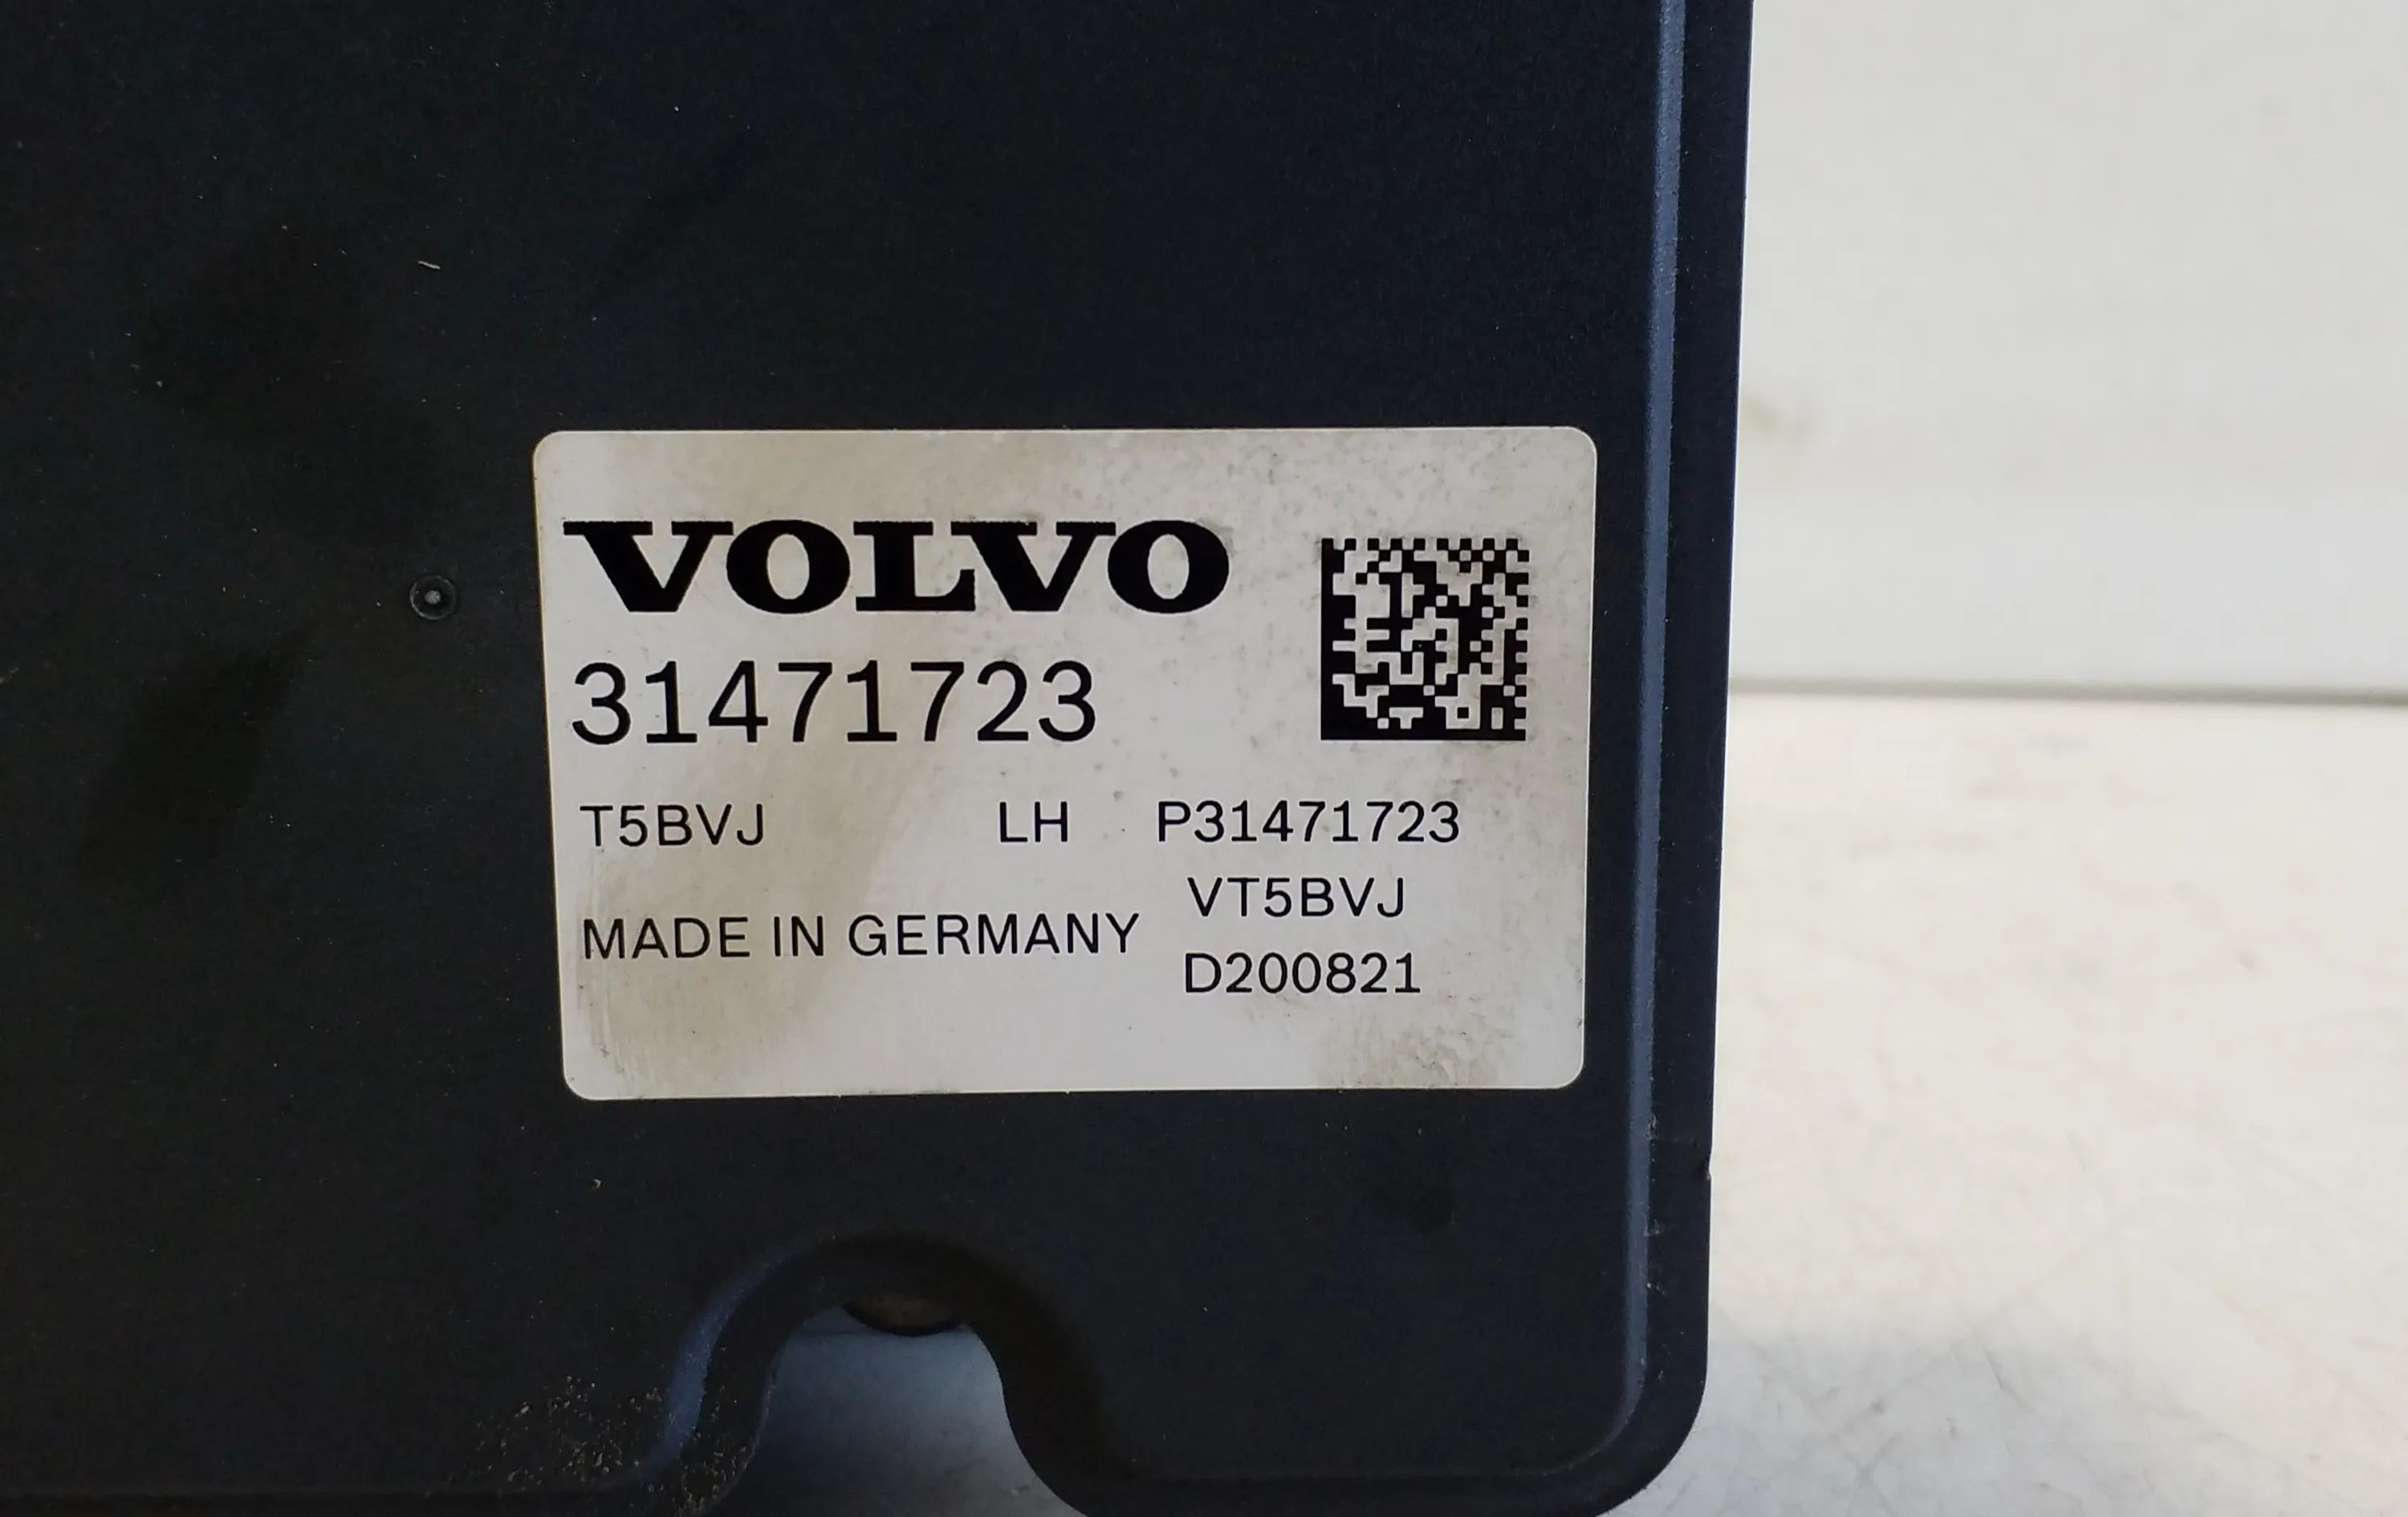 VOLVO
31471723
T5BVJ LH P31471723
VT5BVJ
MADE IN GERMANY
D200821